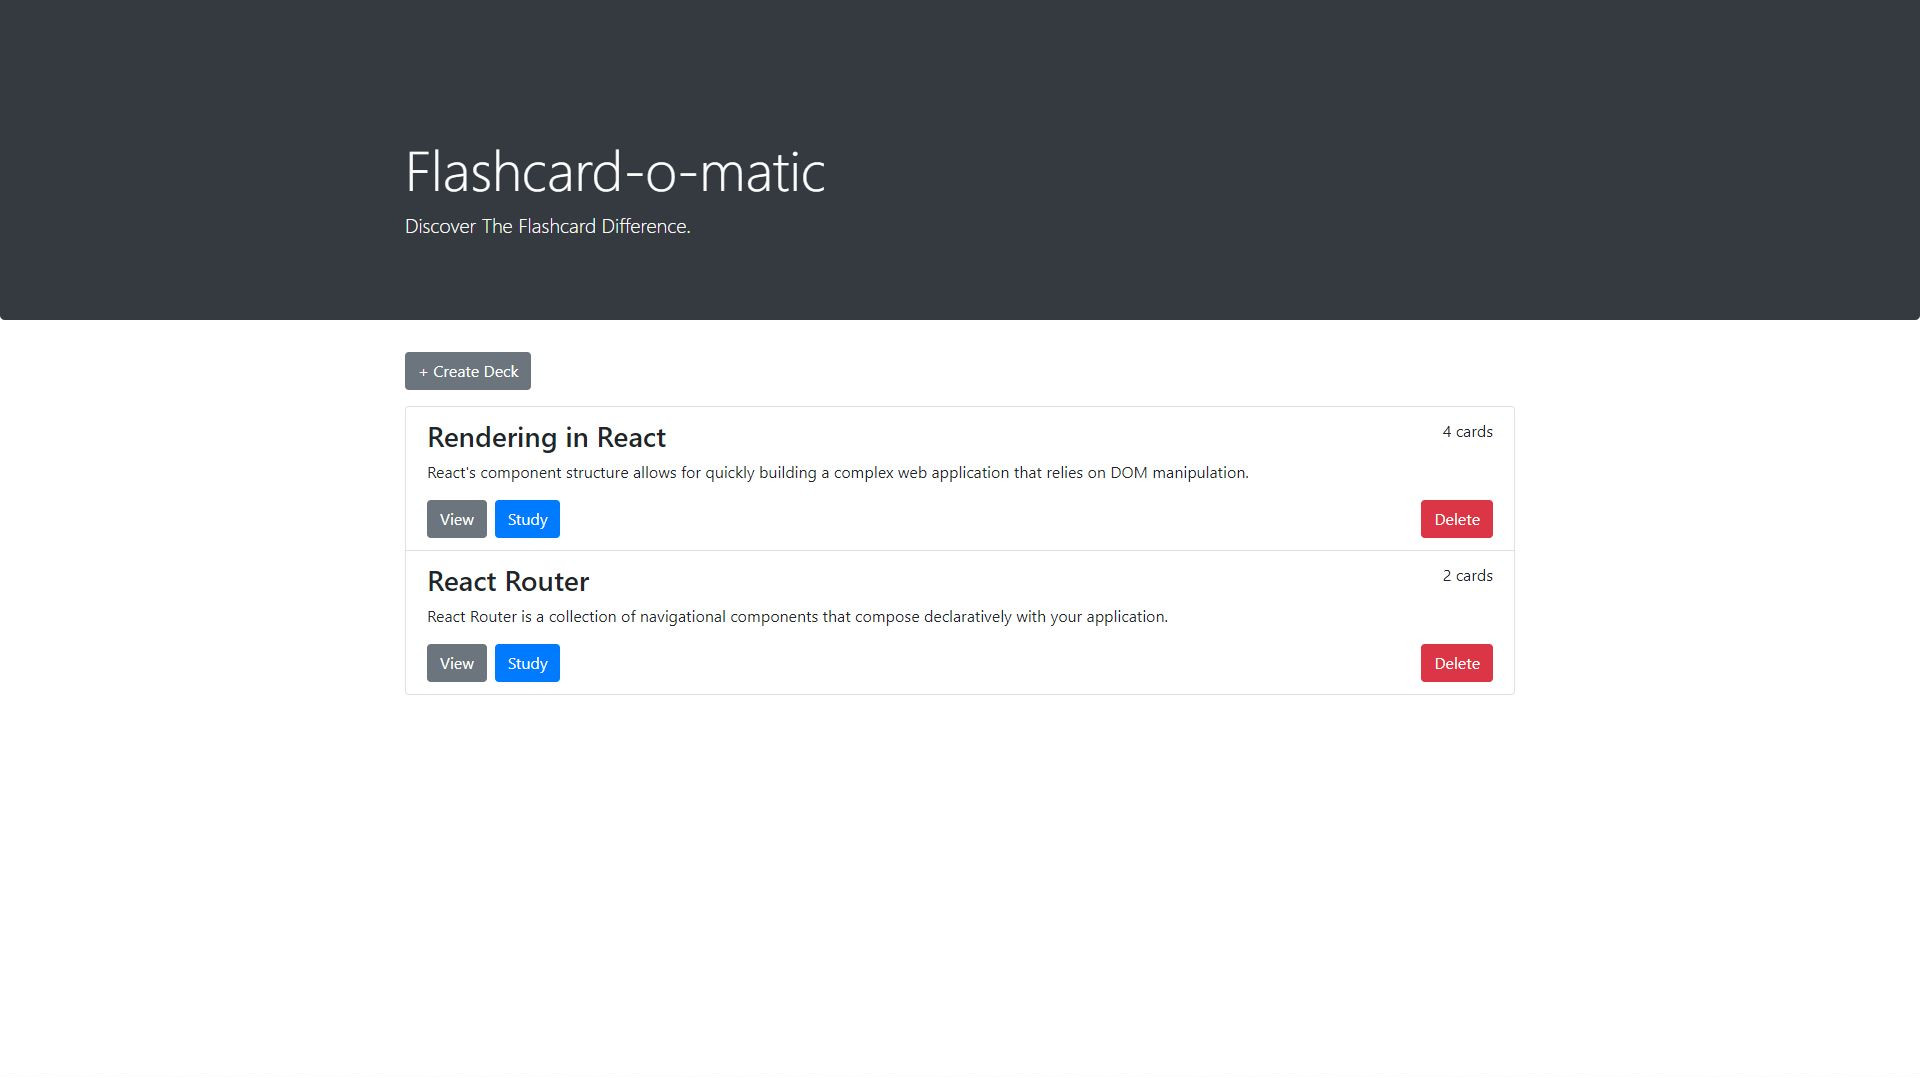 Flashcard-o-matic
Discover The Flashcard Difference.
+ Create Deck
Rendering in React
4 cards
React's component structure allows for quickly building a complex web application that relies on DOM manipulation.
View
Study
Delete
React Router
2 cards
React Router is a collection of navigational components that compose declaratively with your application.
View
Study
Delete